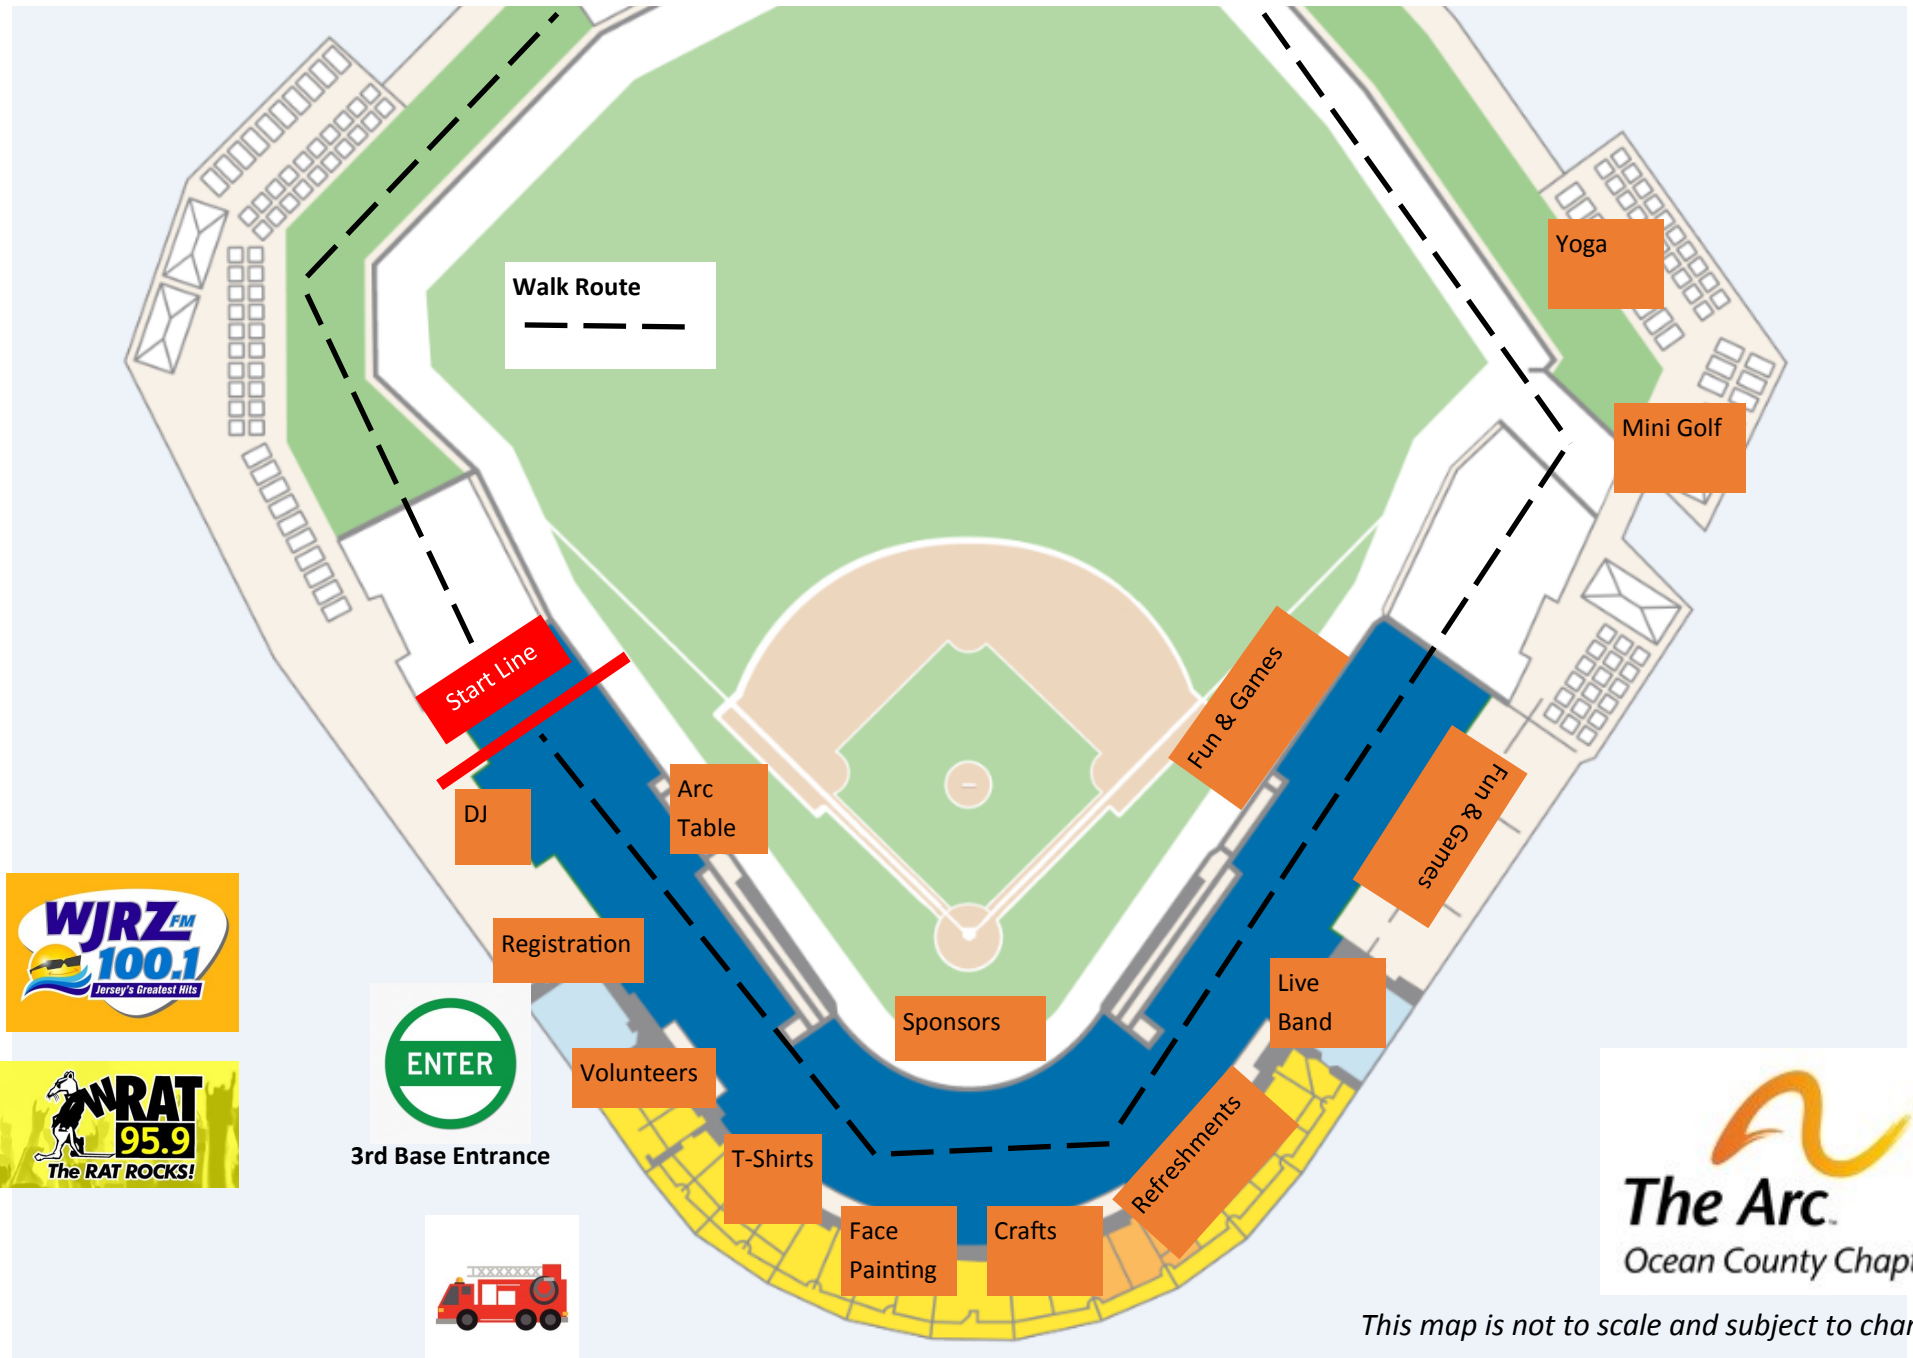 Yoga
Walk Route
Mini Golf
Start Line
Fun & Games
Arc
Table
DJ
Fun & Games
WJRZ FM
100.1
Jersey's Greatest Hits
Registration
Live
Band
Sponsors
ENTER
3rd Base Entrance
Volunteers
WRAT
95.9
The RAT ROCKS!
T-Shirts
Refreshments
Face
Painting
Crafts
The Arc
Ocean County Chapt
This map is not to scale and subject to char